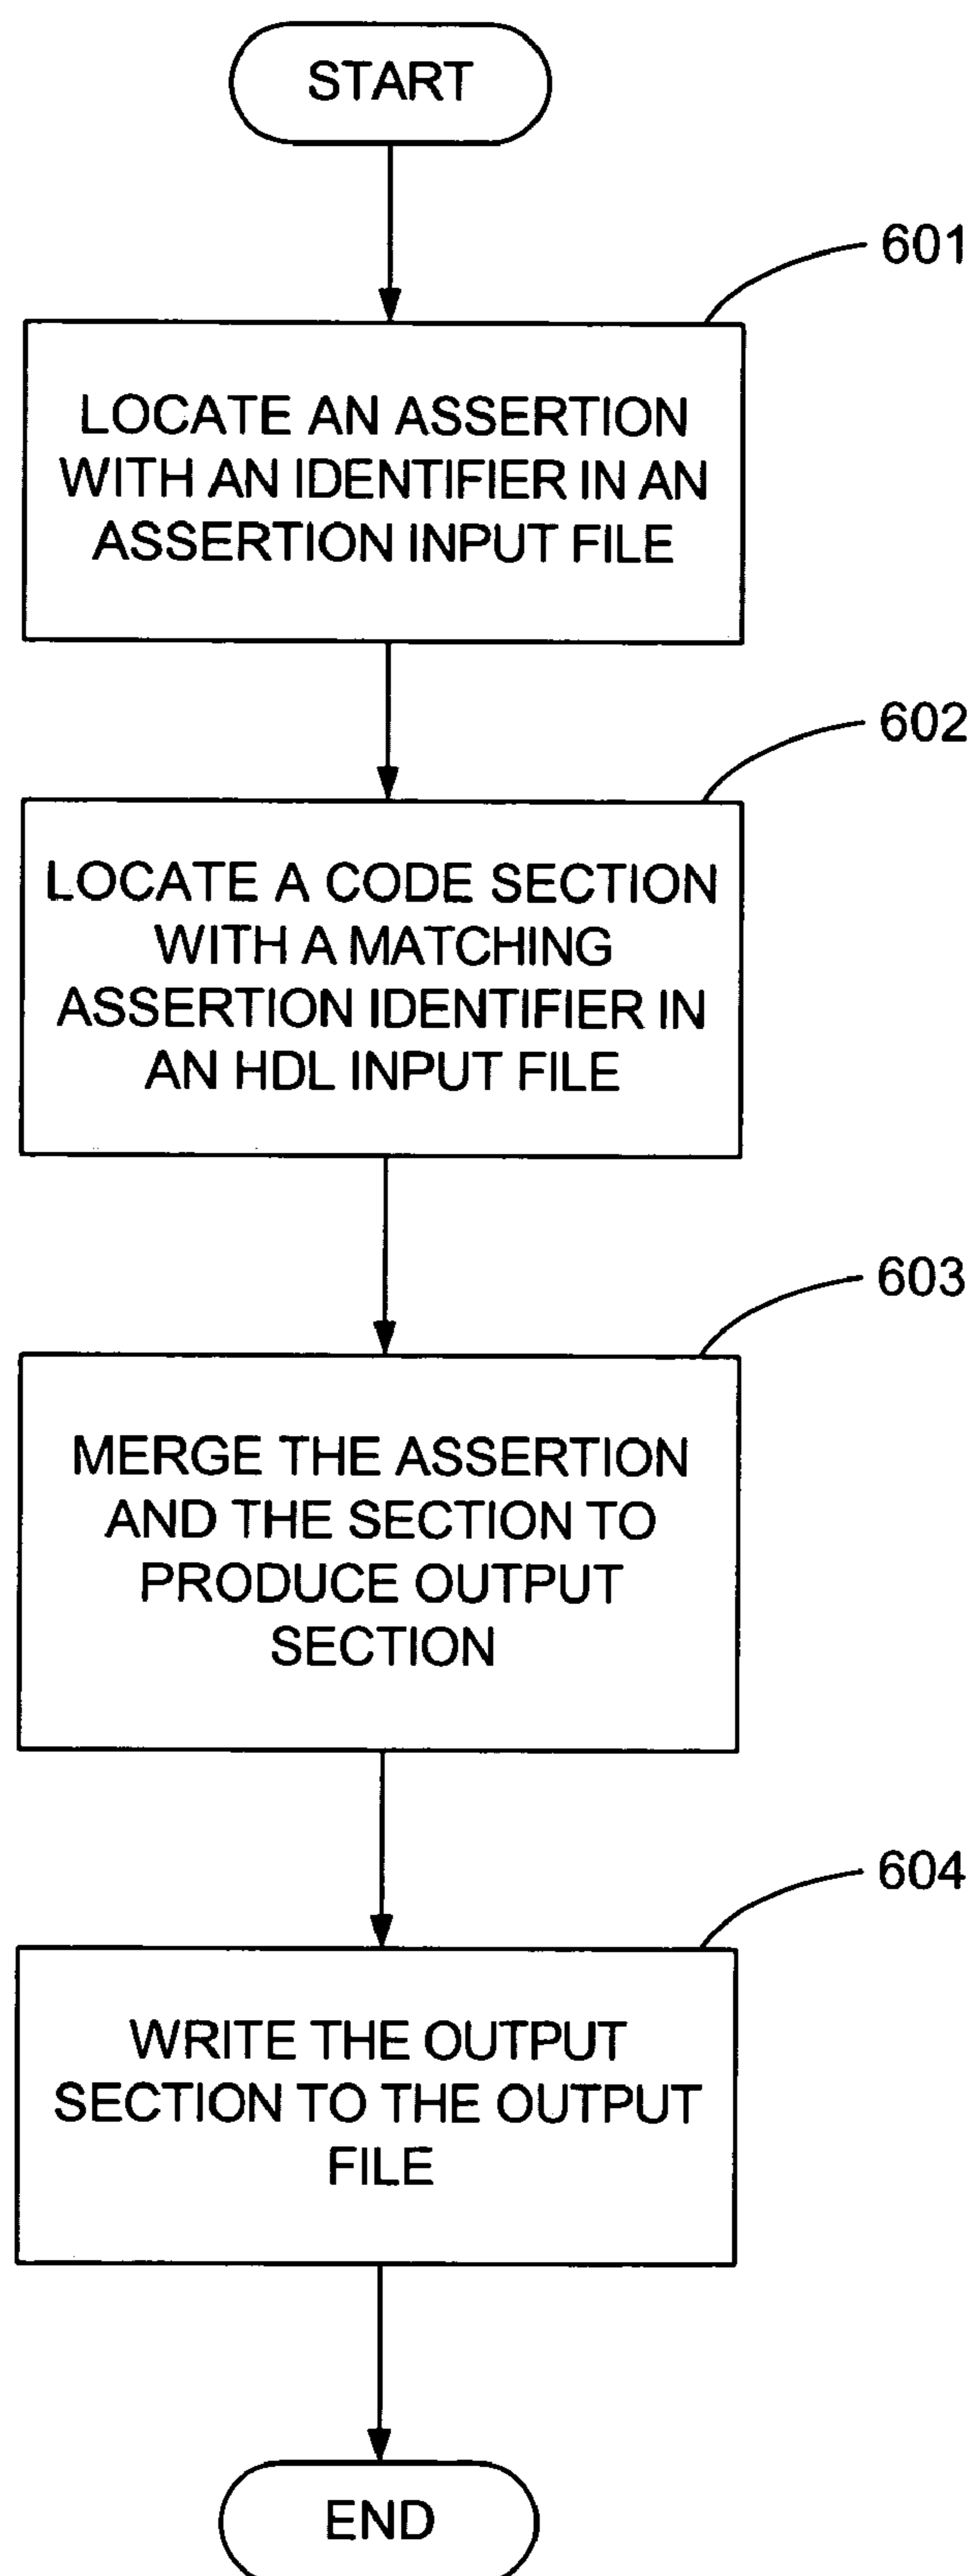 START
601
LOCATE AN ASSERTION
WITH AN IDENTIFIER IN AN
ASSERTION INPUT FILE
602
LOCATE A CODE SECTION
WITH A MATCHING
ASSERTION IDENTIFIER IN
AN HDL INPUT FILE
603
MERGE THE ASSERTION
AND THE SECTION TO
PRODUCE OUTPUT
SECTION
604
WRITE THE OUTPUT
SECTION TO THE OUTPUT
FILE
END